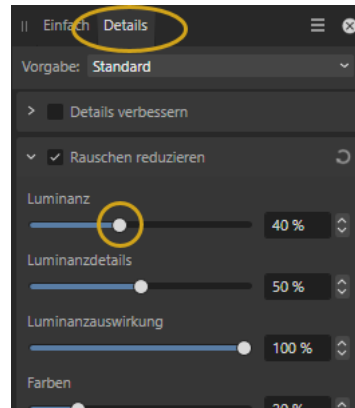 Einfach Details
Vorgabe: Standard
Details verbessern
Rauschen reduzieren
Luminanz
40 %
Luminanzdetails
50 %
Luminanzauswirkung
100 %
Farben